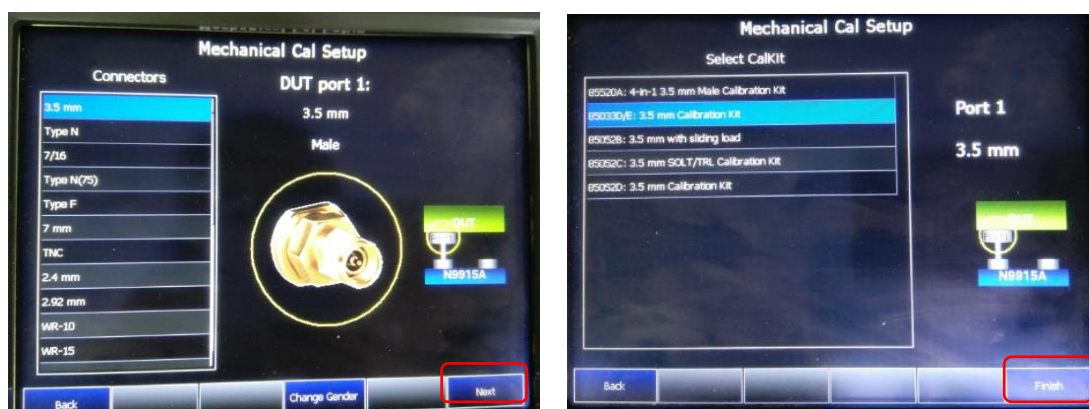 Mechanical Cal Setup
Connectors
DUT port 1:
3.5 mm
3.5 mm
Type N
Male
7/16
Type N(75)
Type F
7 mm
DUT
TNC
2.4 mm
N9915A
2.92 mm
WR-10
WR-15
Back
Change Gender
Next
Mechanical Cal Setup
Select CalKit
85520A: 4-in-1 3.5 mm Male Calibration Kit
85033D/E: 3.5 mm Calibration Kit
Port 1
85052B: 3.5 mm with sliding load
3.5 mm
85052C: 3.5 mm SOLT/TRL Calibration Kit
85052D: 3.5 mm Calibration Kit
DUT
N9915A
Back
Finish